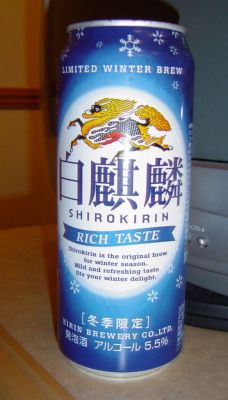 LIMITED WINTER BREW
白麒麟
SHIROKIRIN
RICH TASTE
Shirokirin is the original brew
for winter season.
Mild and refreshing taste
fits your winter delight.
[冬季限定]
KIRIN BREWERY CO.,LTD.
発泡酒 アルコール 5.5%